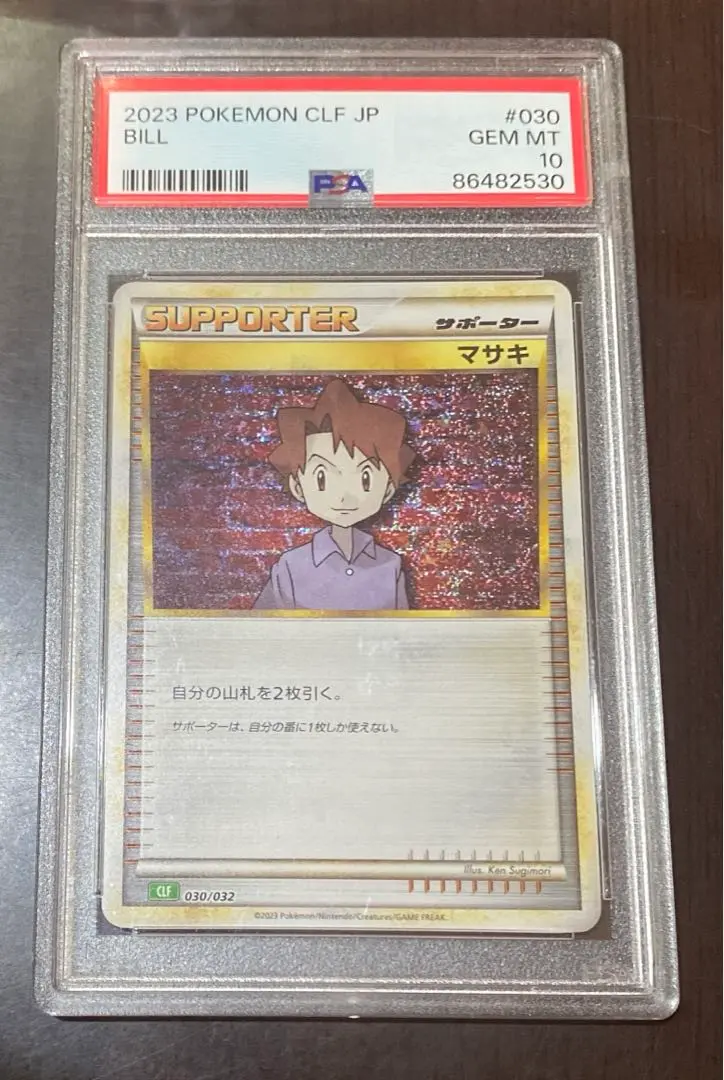 2023 POKEMON CLF JP #030
BILL GEM MT
10
PSA 86482530
SUPPORTER サポーター
マサキ
自分の山札を2枚引く。
サポーターは、自分の番に1枚しか使えない。
Illus. Ken Sugimori
CLF 030/032
©2023 Pokémon/Nintendo/Creatures/GAME FREAK.